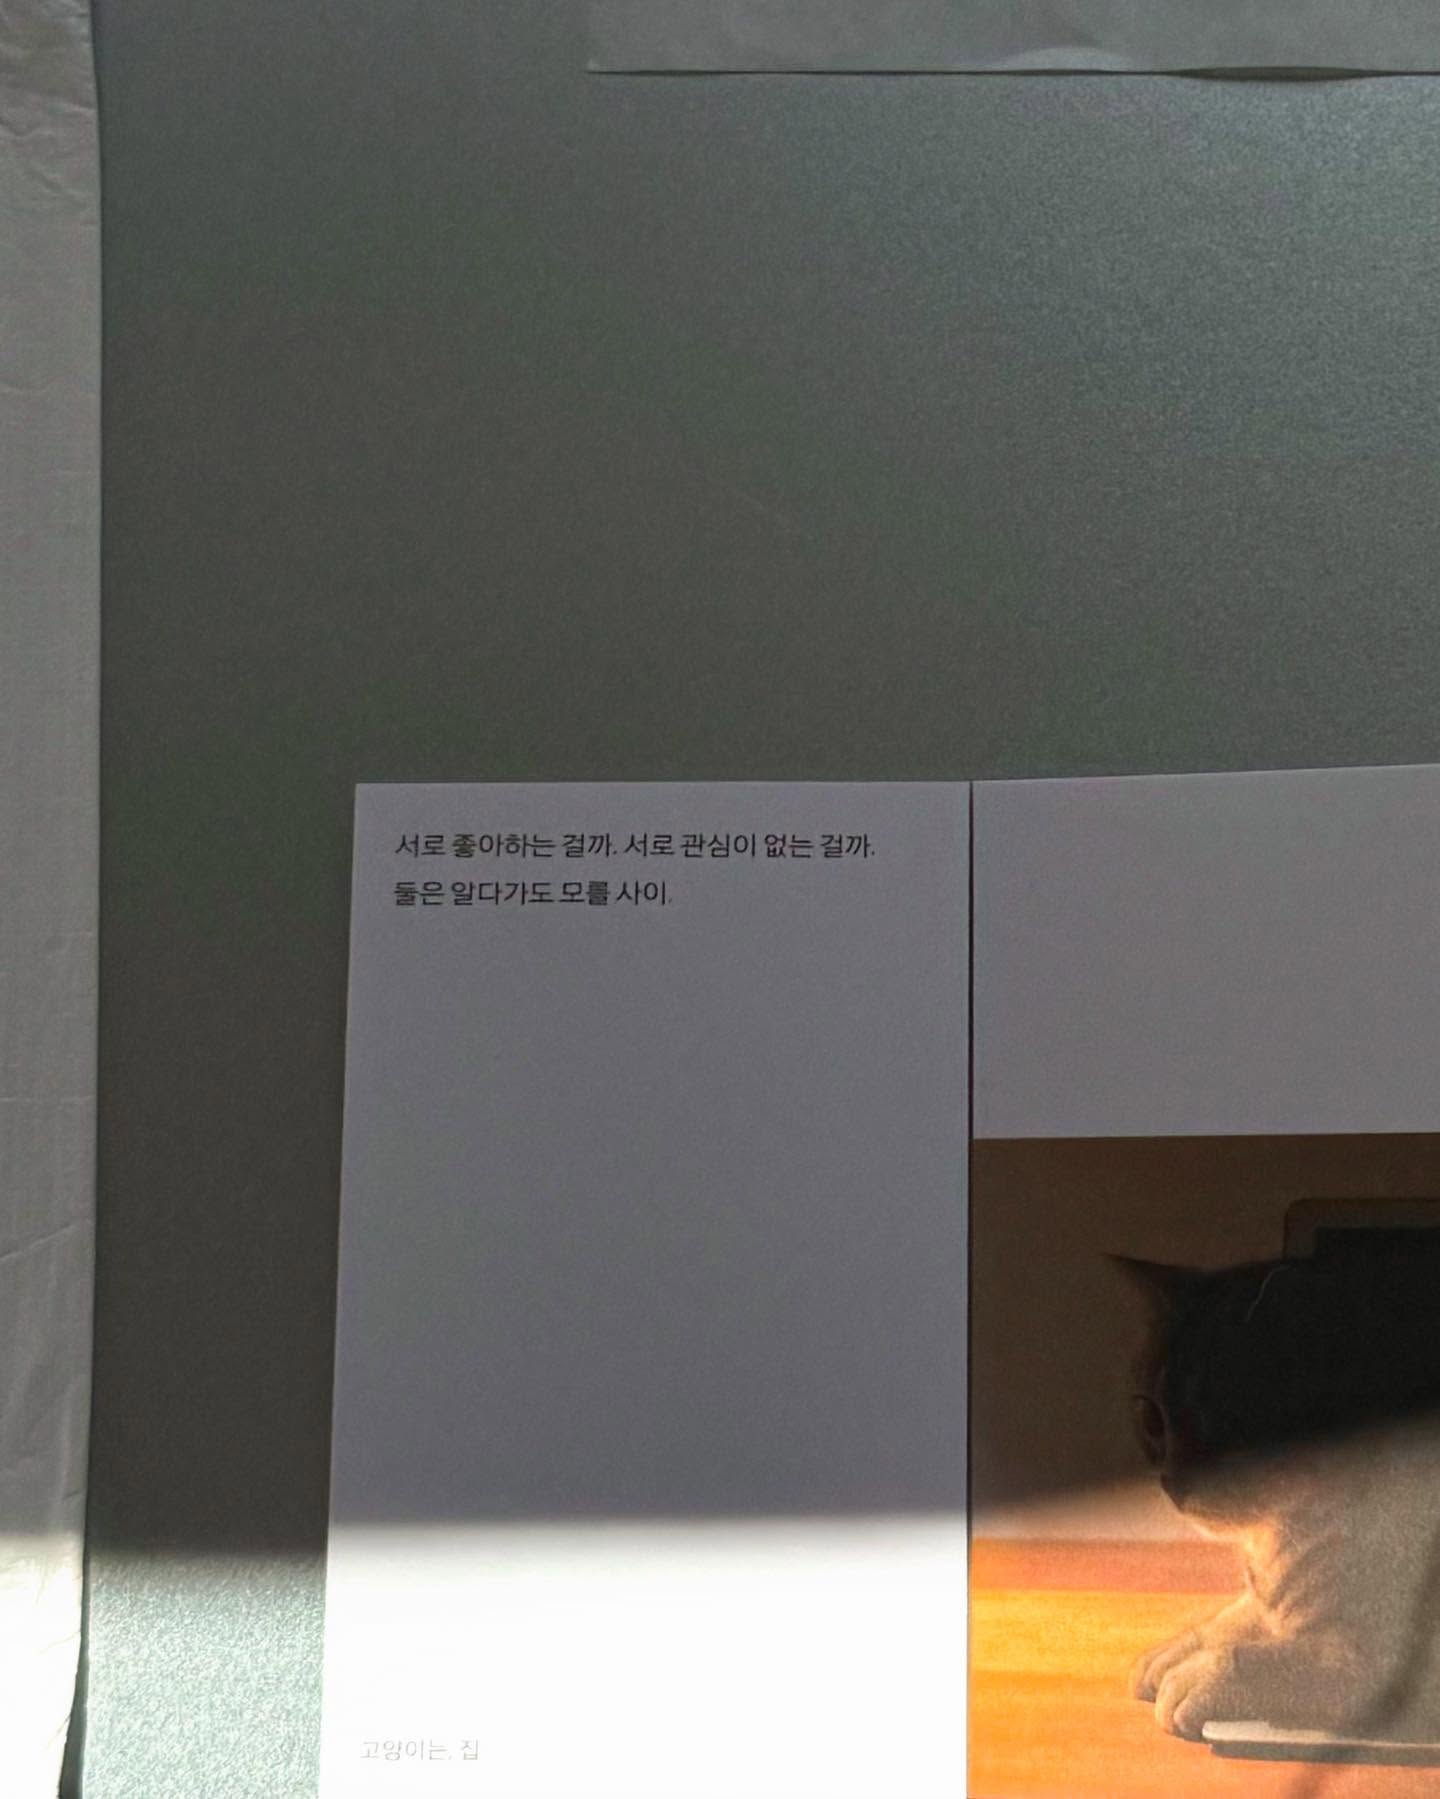 서로 좋아하는 걸까. 서로 관심이 없는 걸까.
둘은 알다가도 모를 사이.
고양이는, 집